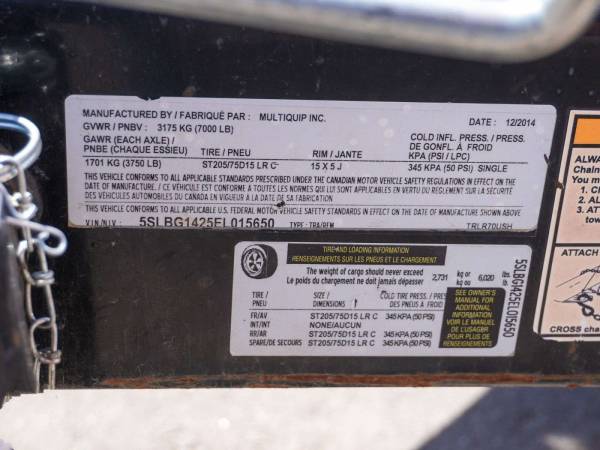 MANUFACTURED BY / FABRIQUÉ PAR : MULTIQUIP INC.
GVWR / PNBV : 3175 KG (7000 LB) DATE : 12/2014
GAWR (EACH AXLE) / COLD INFL. PRESS. / PRESS.
PNBE (CHAQUE ESSIEU) TIRE / PNEU RIM / JANTE DE GONFL. À FROID
KPA (PSI / LPC)
1701 KG (3750 LB) ST205/75D15 LR C 15 X 5 J 345 KPA (50 PSI) SINGLE
THIS VEHICLE CONFORMS TO ALL APPLICABLE STANDARDS PRESCRIBED UNDER THE CANADIAN MOTOR VEHICLE SAFETY REGULATIONS IN EFFECT ON THE
DATE OF MANUFACTURE. / CE VÉHICULE EST CONFORME À TOUTES LES NORMES QUI LUI SONT APPLICABLES EN VERTU DU RÈGLEMENT SUR LA SÉCURITÉ
DES VÉHICULES AUTOMOBILES DU CANADA EN VIGUEUR À LA DATE DE SA FABRICATION
THIS VEHICLE CONFORMS TO ALL APPLICABLE U.S. FEDERAL MOTOR VEHICLE SAFETY STANDARDS IN EFFECT ON THE DATE OF MANUFACTURE SHOWN ABOVE
V.I.N./N.I.V. : 5SLBG1425EL015650 TYPE: TRA/REM TRLR70USH
TIRE AND LOADING INFORMATION
RENSEIGNEMENTS SUR LES PNEUS ET LE CHARGEMENT
The weight of cargo should never exceed
Le poids du chargement ne doit jamais dépasser
2,731 kg or kg ou 6,020
TIRE / SIZE / COLD TIRE PRESS. /
PNEU DIMENSIONS DES PNEUS À FROID
FR/AV ST205/75D15 LR C 345 KPA (50 PSI)
INT/INT NONE/AUCUN
RR/AR ST205/75D15 LR C 345 KPA (50 PSI)
SPARE/DE SECOURS ST205/75D15 LR C 345 KPA (50 PSI)
SEE OWNER'S
MANUAL FOR
ADDITIONAL
INFORMATION
VOIR LE MANUEL
DE L'USAGER
POUR PLUS DE
RENSEIGNEMENTS
5SLBG1425EL015650
ALWA
Chain
1. C
2. AL
3. AT
tow
ATTACH
CROSS cha